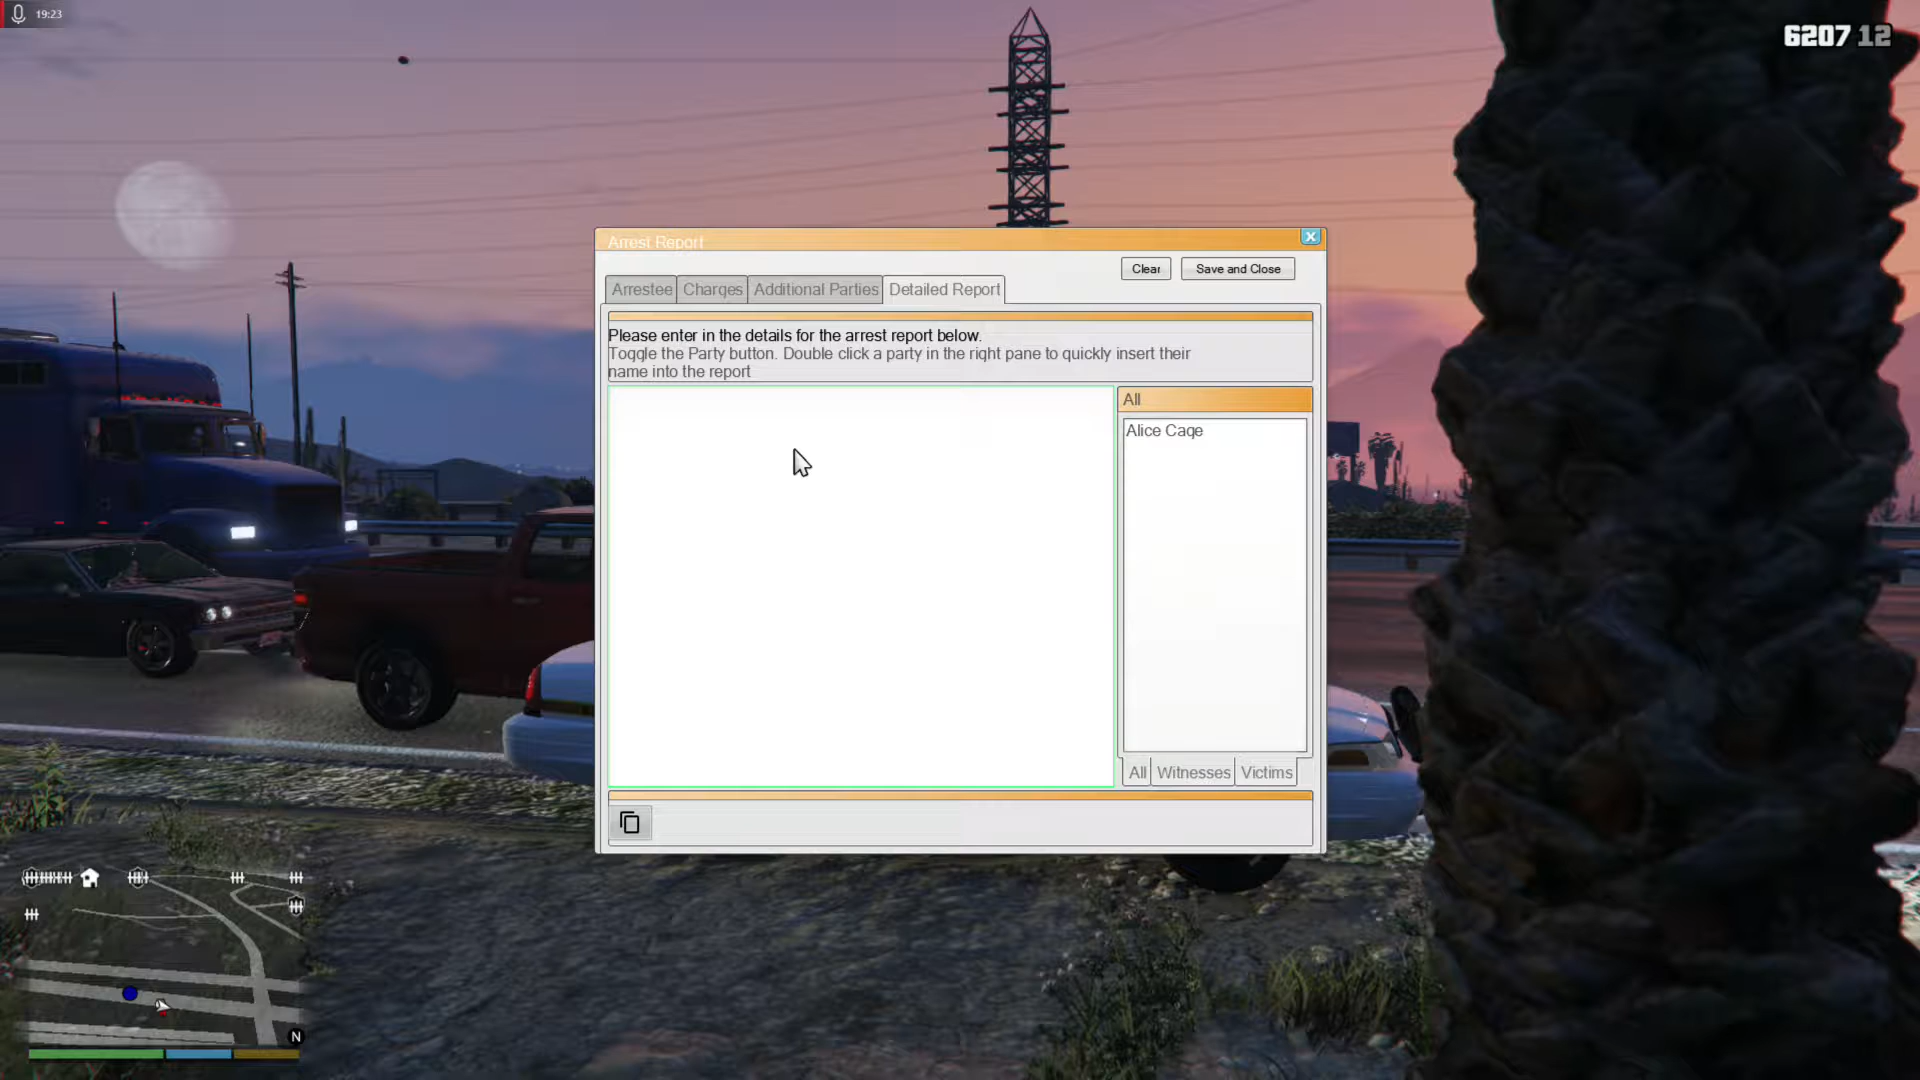 19:23
6207 12
Arrest Report
Clear
Save and Close
Arrestee
Charges
Additional Parties
Detailed Report
Please enter in the details for the arrest report below.
Toggle the Party button. Double click a party in the right pane to quickly insert their
name into the report
All
Alice Cage
All
Witnesses
Victims
N